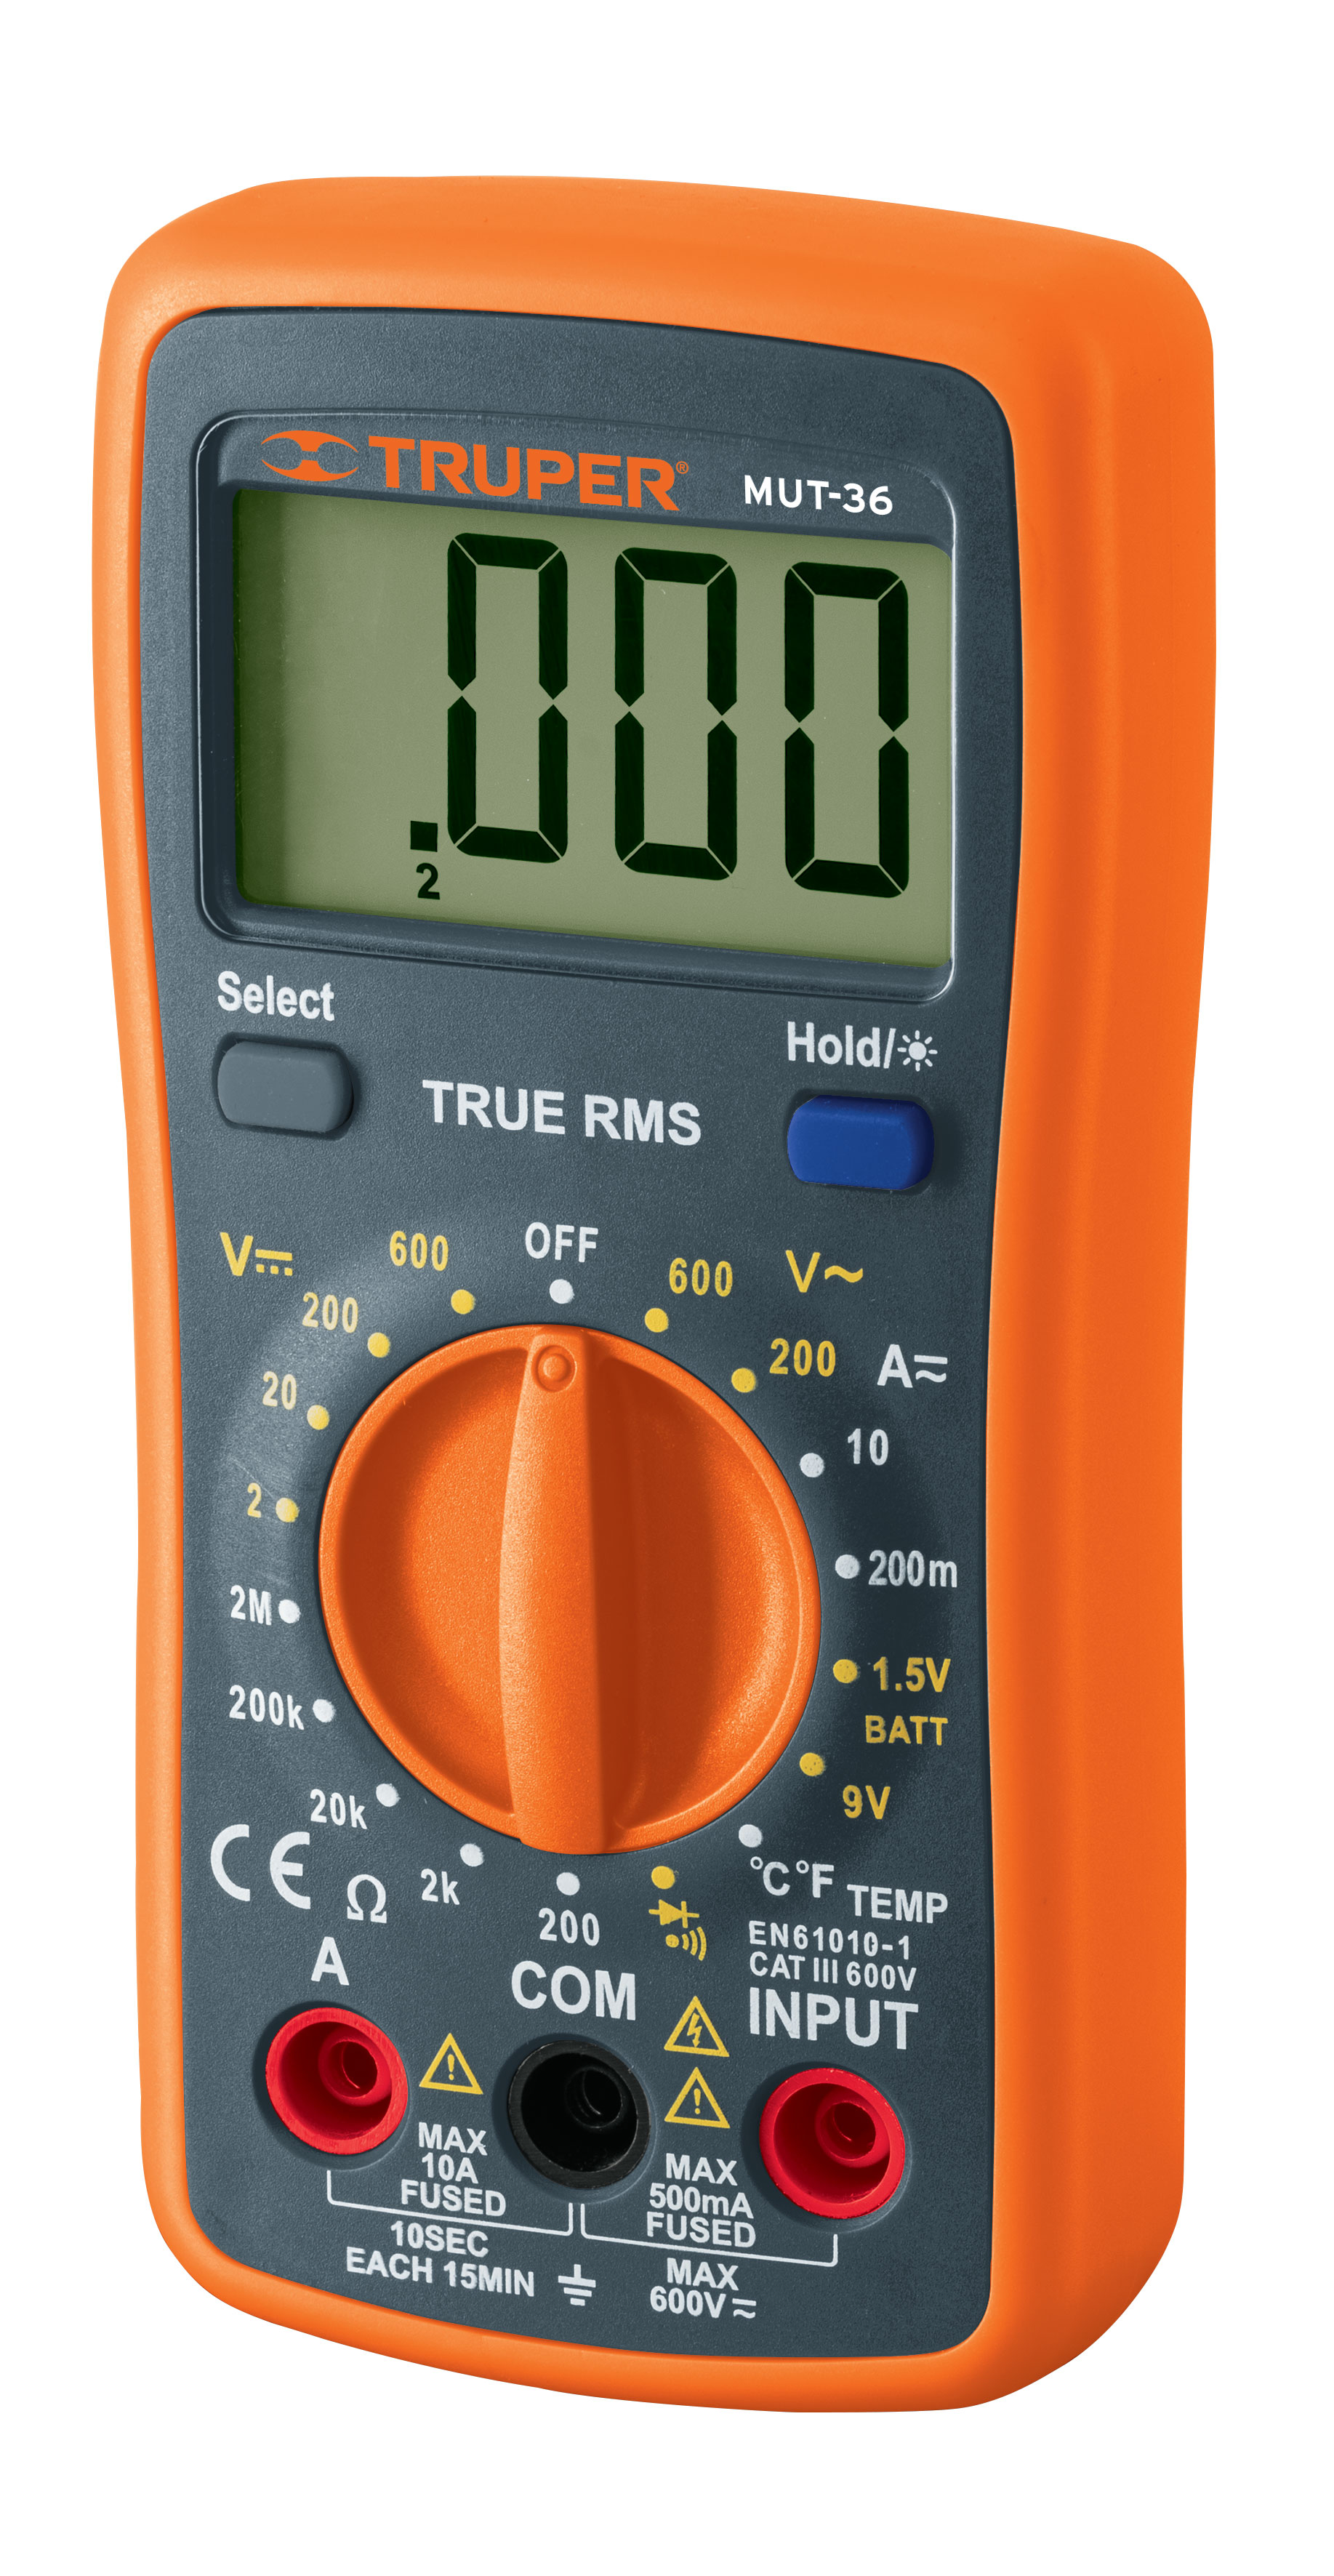 TRUPER® MUT-36
.000
2
Select
Hold/
TRUE RMS
V⎓ 600 OFF 600 V~
200 200 A
20 10
2 200m
2M 1.5V
200k BATT
20k 9V
CE Ω 2k 200 °C°F TEMP
EN61010-1
CAT III 600V
A COM INPUT
MAX
10A
FUSED
MAX
500mA
FUSED
10SEC
EACH 15MIN
MAX
600V